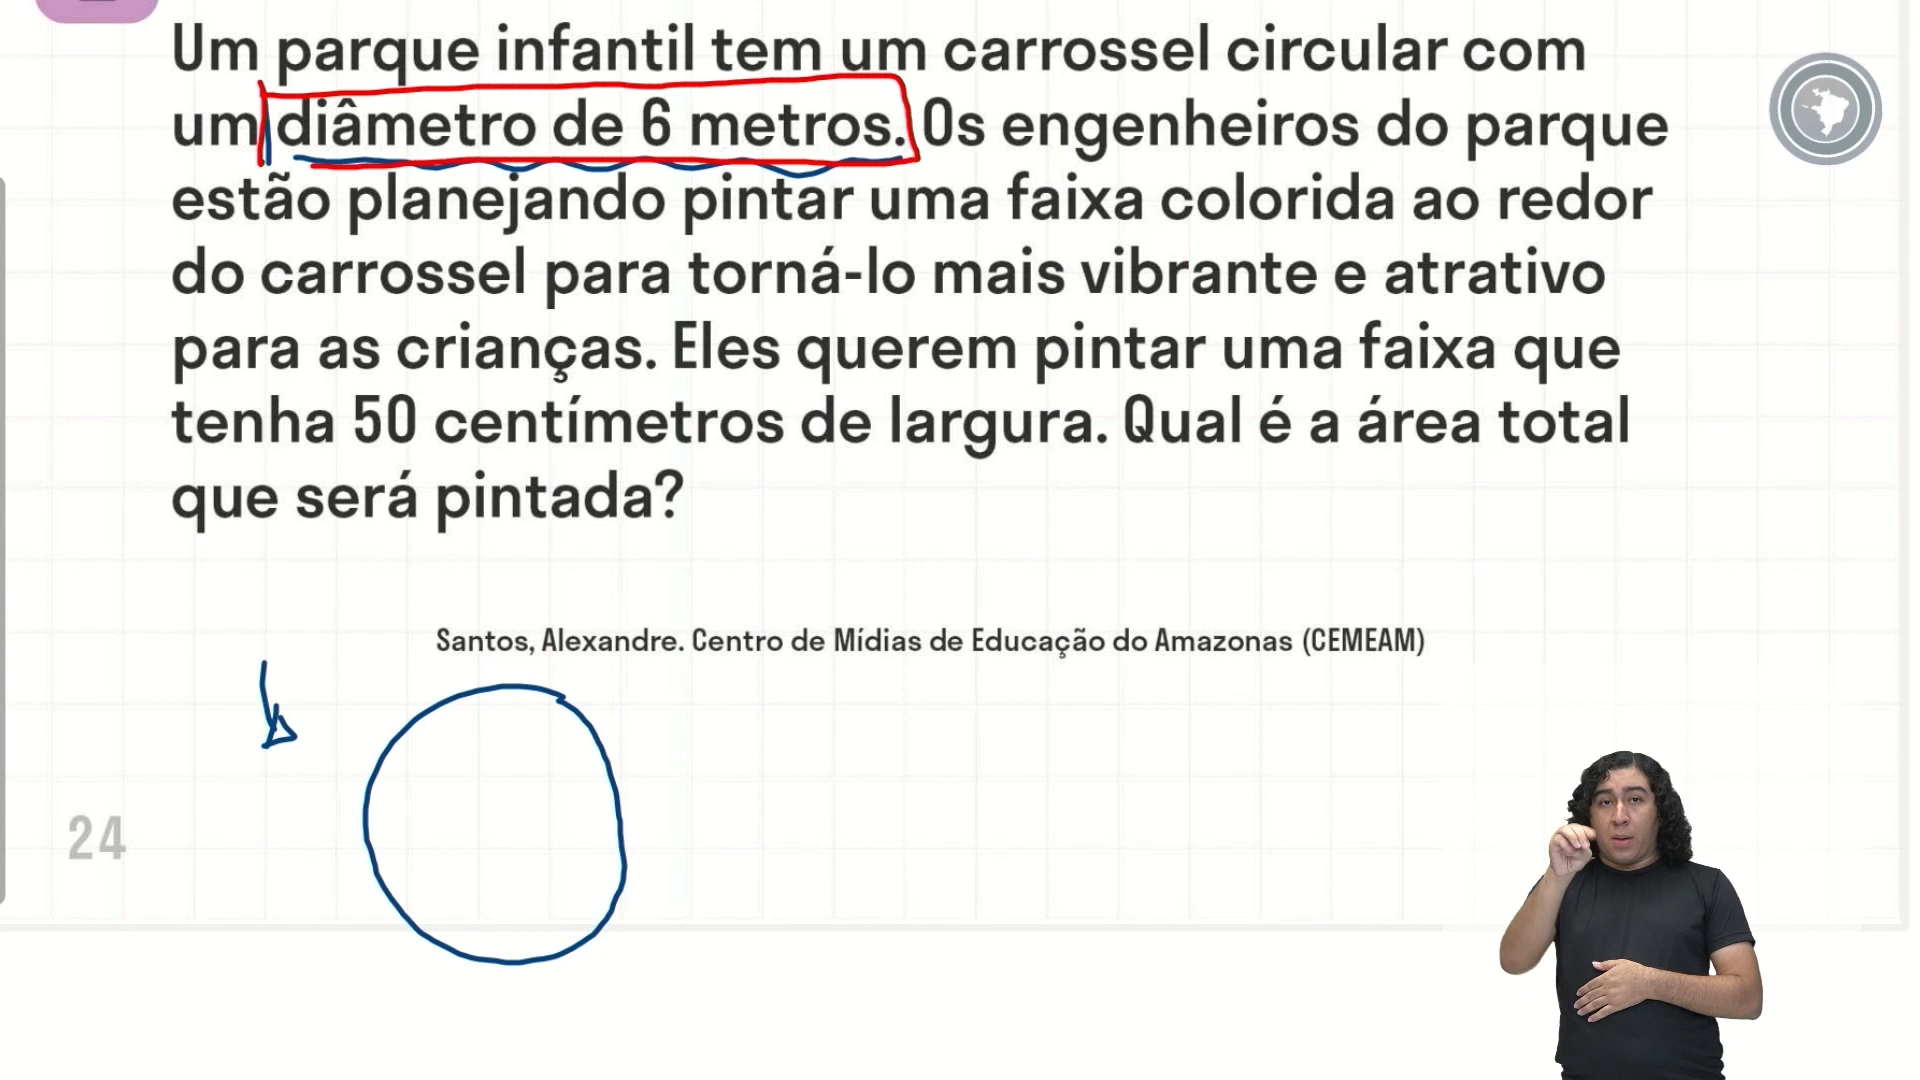 Um parque infantil tem um carrossel circular com
um diâmetro de 6 metros. Os engenheiros do parque
estão planejando pintar uma faixa colorida ao redor
do carrossel para torná-lo mais vibrante e atrativo
para as crianças. Eles querem pintar uma faixa que
tenha 50 centímetros de largura. Qual é a área total
que será pintada?
Santos, Alexandre. Centro de Mídias de Educação do Amazonas (CEMEAM)
24